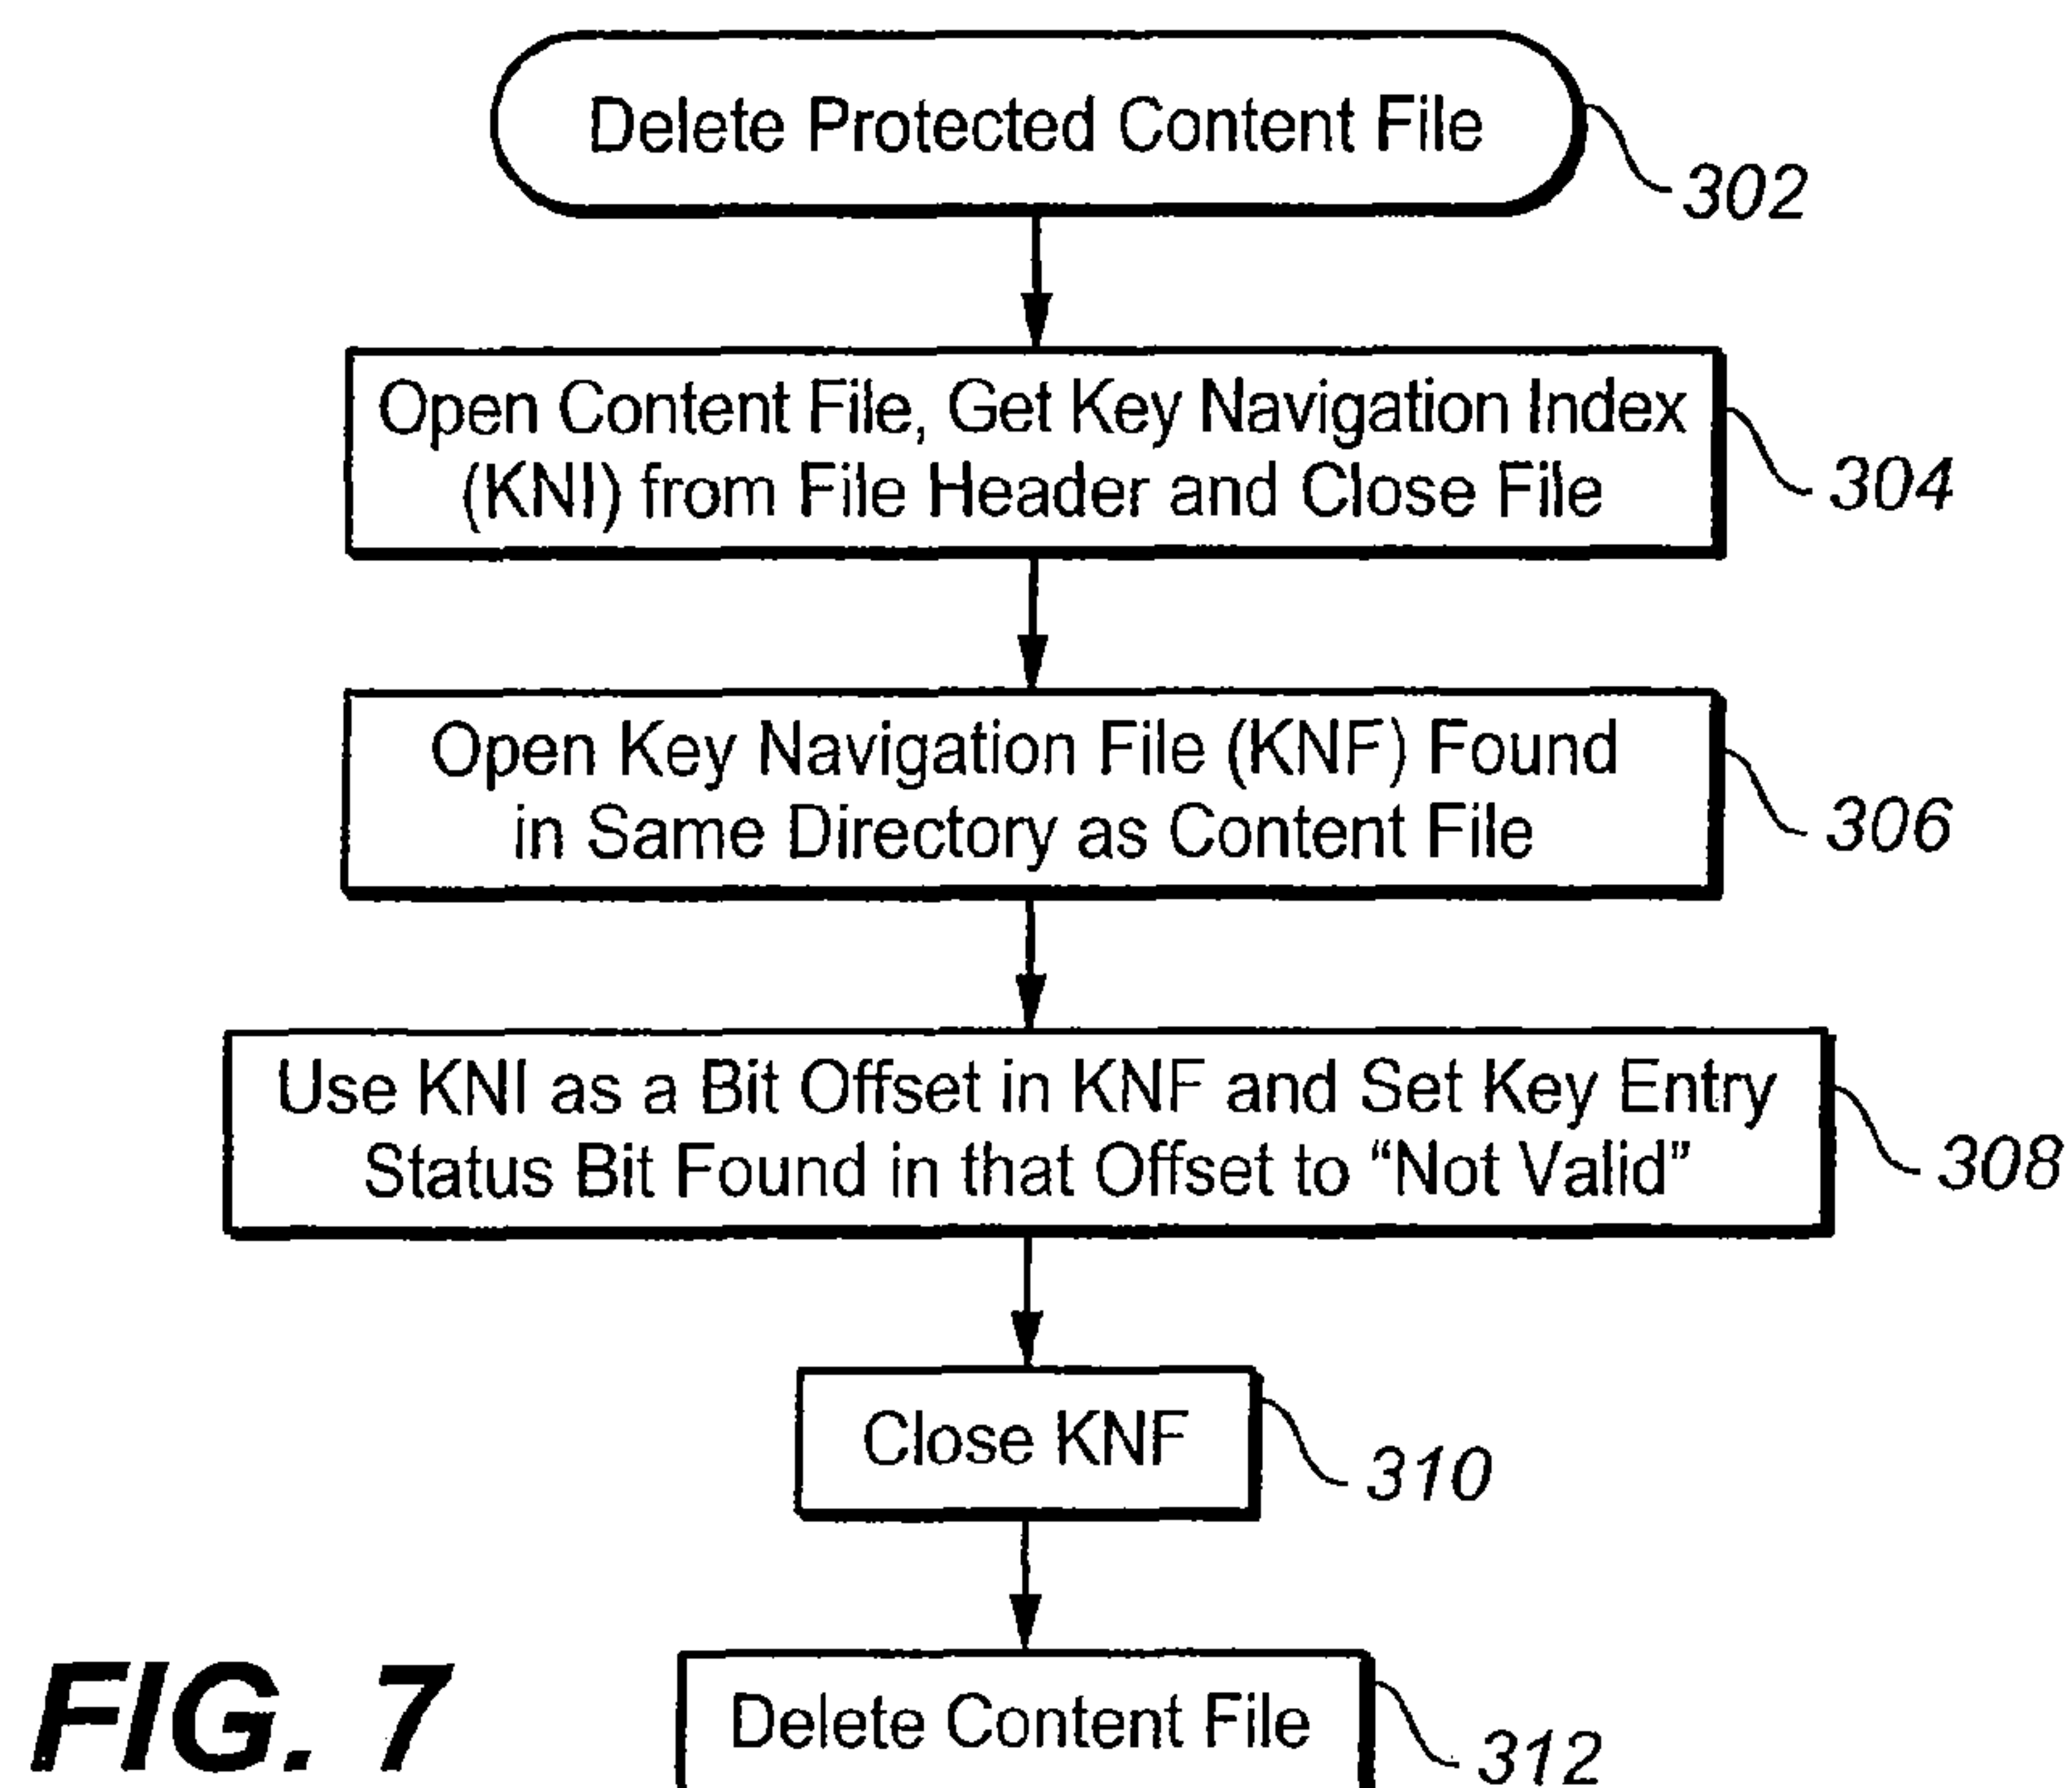 Delete Protected Content File
302
Open Content File, Get Key Navigation Index
(KNI) from File Header and Close File
304
Open Key Navigation File (KNF) Found
in Same Directory as Content File
306
Use KNI as a Bit Offset in KNF and Set Key Entry
Status Bit Found in that Offset to “Not Valid”
308
Close KNF
310
Delete Content File
312
FIG. 7